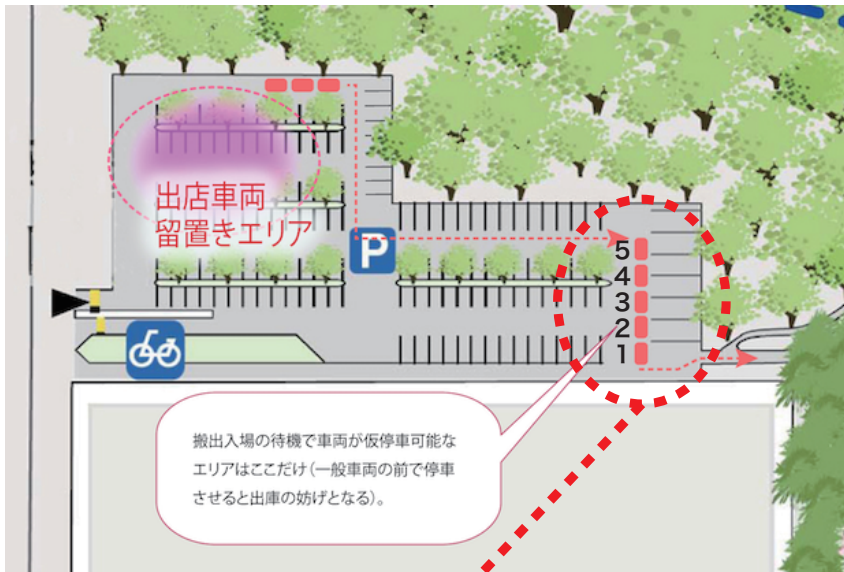 出店車両
留置きエリア
P
5
4
3
2
1
搬出入場の待機で車両が仮停車可能な
エリアはここだけ（一般車両の前で停車
させると出庫の妨げとなる）。